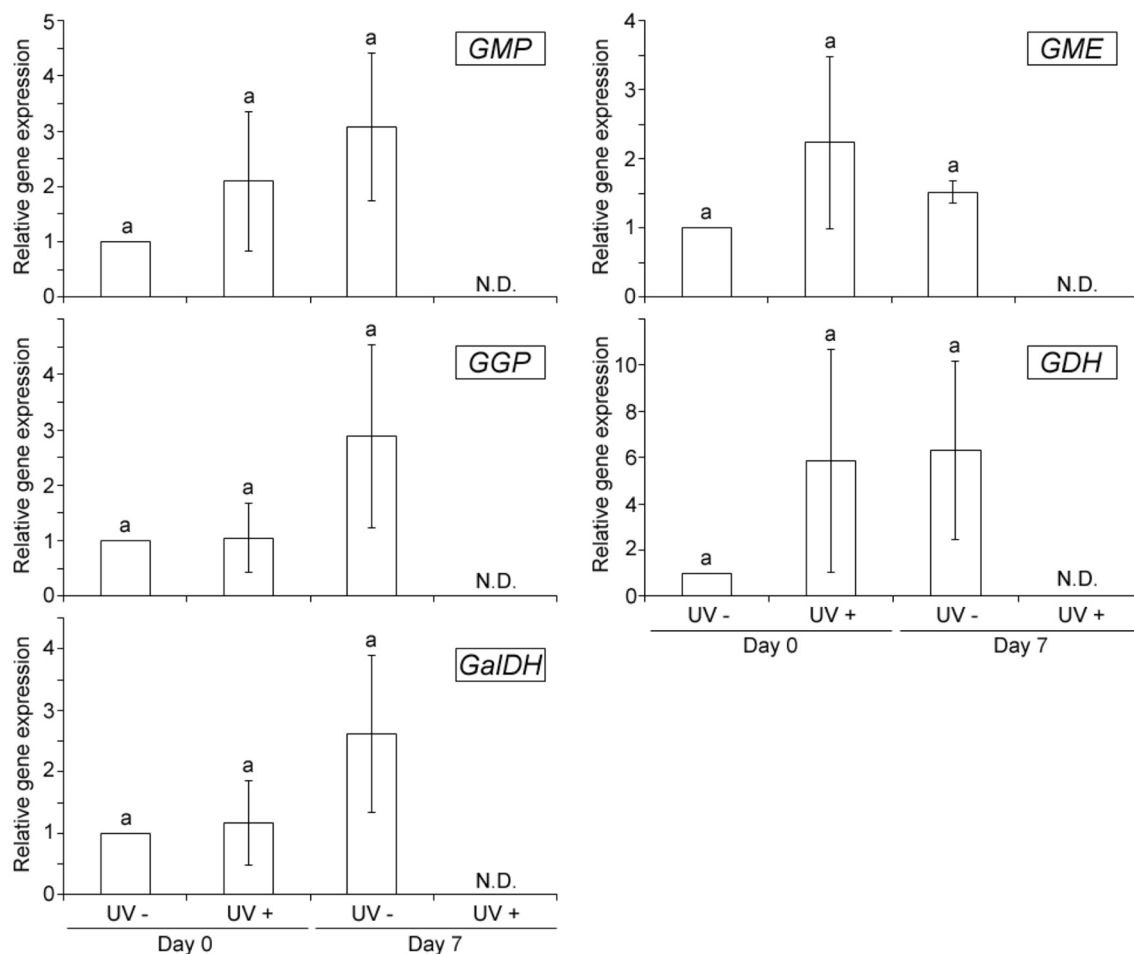 Relative gene expression
5
4
3
2
1
0
GMP
a
a
a
N.D.
Relative gene expression
4
3
2
1
0
GME
a
a
a
N.D.
Relative gene expression
4
3
2
1
0
GGP
a
a
a
N.D.
Relative gene expression
10
8
6
4
2
0
GDH
a
a
a
N.D.
UV - UV + UV - UV +
Day 0 Day 7
Relative gene expression
4
3
2
1
0
GalDH
a
a
a
N.D.
UV - UV + UV - UV +
Day 0 Day 7